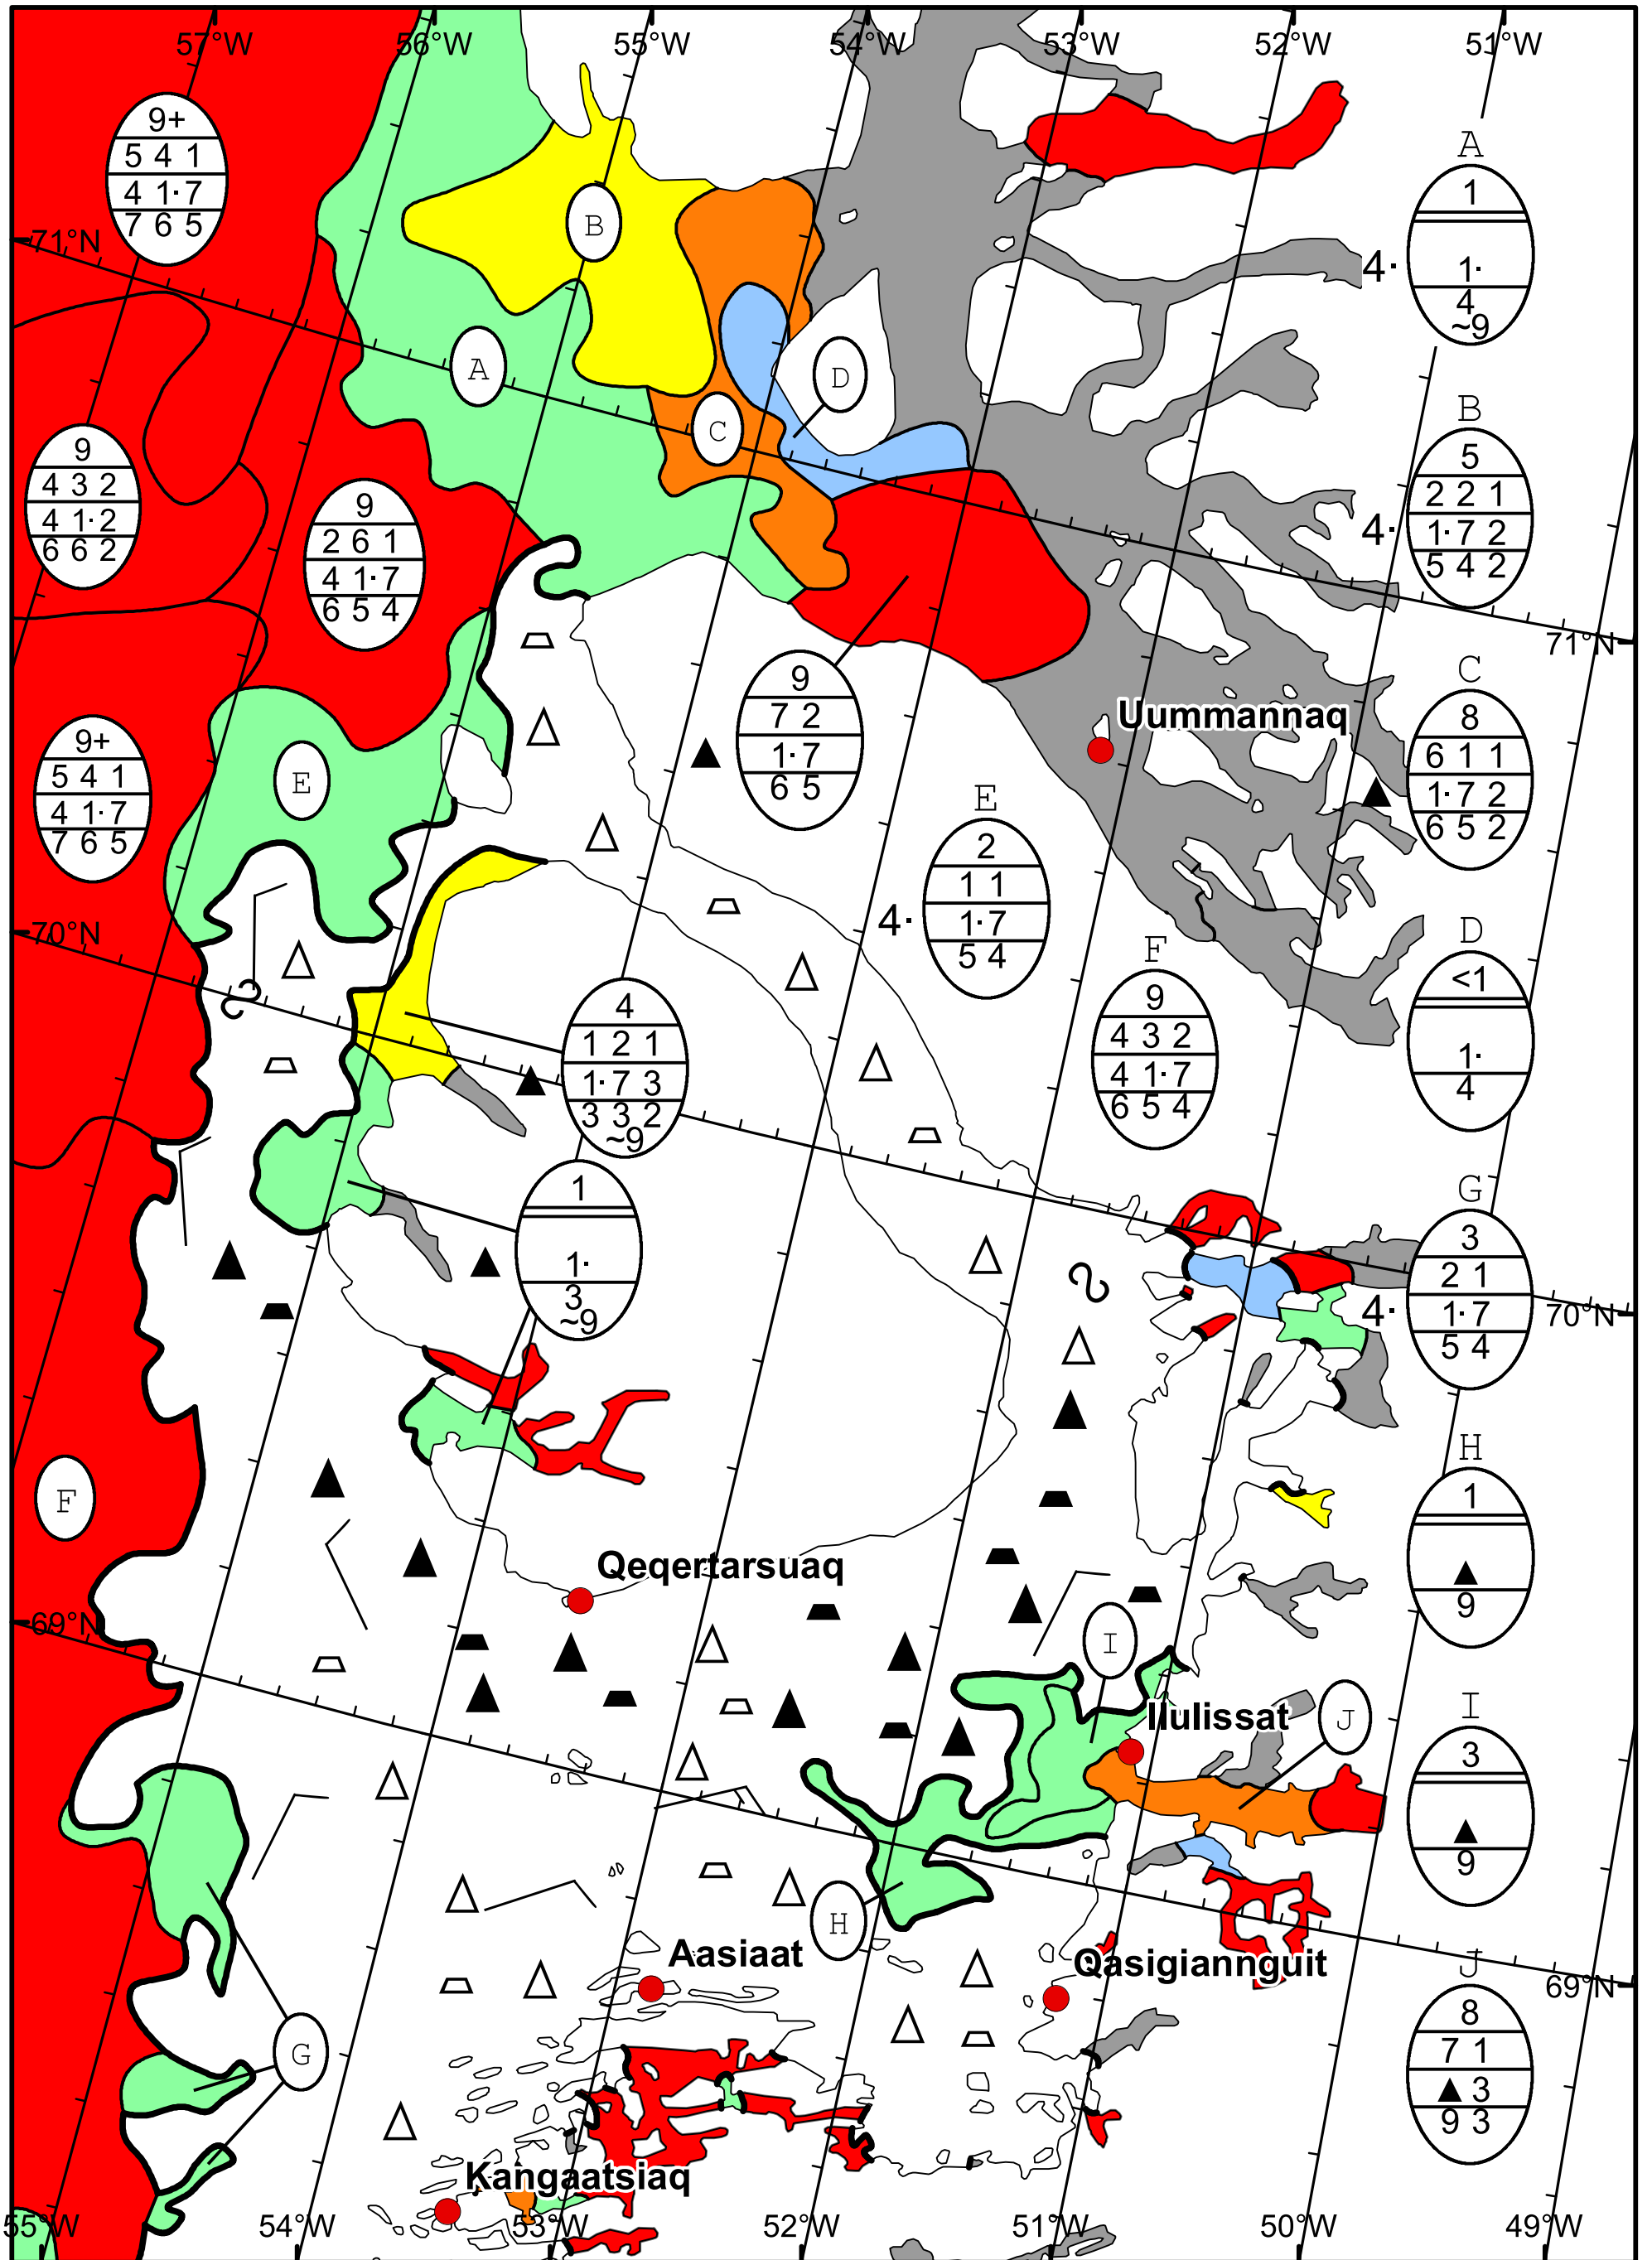 57°W 56°W 55°W 54°W 53°W 52°W 51°W
9+
5 4 1
4 1· 7
7 6 5
A
1
4·
1·
4
~9
B
71°N
A
D
C
9
4 3 2
4 1· 2
6 6 2
9
2 6 1
4 1· 7
6 5 4
B
5
2 2 1
4·
1· 7 2
5 4 2
71°N
9
7 2
1· 7
6 5
Uummannaq
C
8
6 1 1
1· 7 2
6 5 2
9+
5 4 1
4 1· 7
7 6 5
E
E
2
1 1
4·
1· 7
5 4
70°N
F
9
4 3 2
4 1· 7
6 5 4
D
<1
1·
4
4
1 2 1
1· 7 3
3 3 2
~9
1
1·
3
~9
G
3
2 1
4·
1· 7
5 4
70°N
F
H
1
9
Qeqertarsuaq
69°N
I
Ilulissat
J
I
3
9
H
Aasiaat
Qasigiannguit
69°N
J
8
7 1
3
9 3
G
Kangaatsiaq
55°W 54°W 53°W 52°W 51°W 50°W 49°W